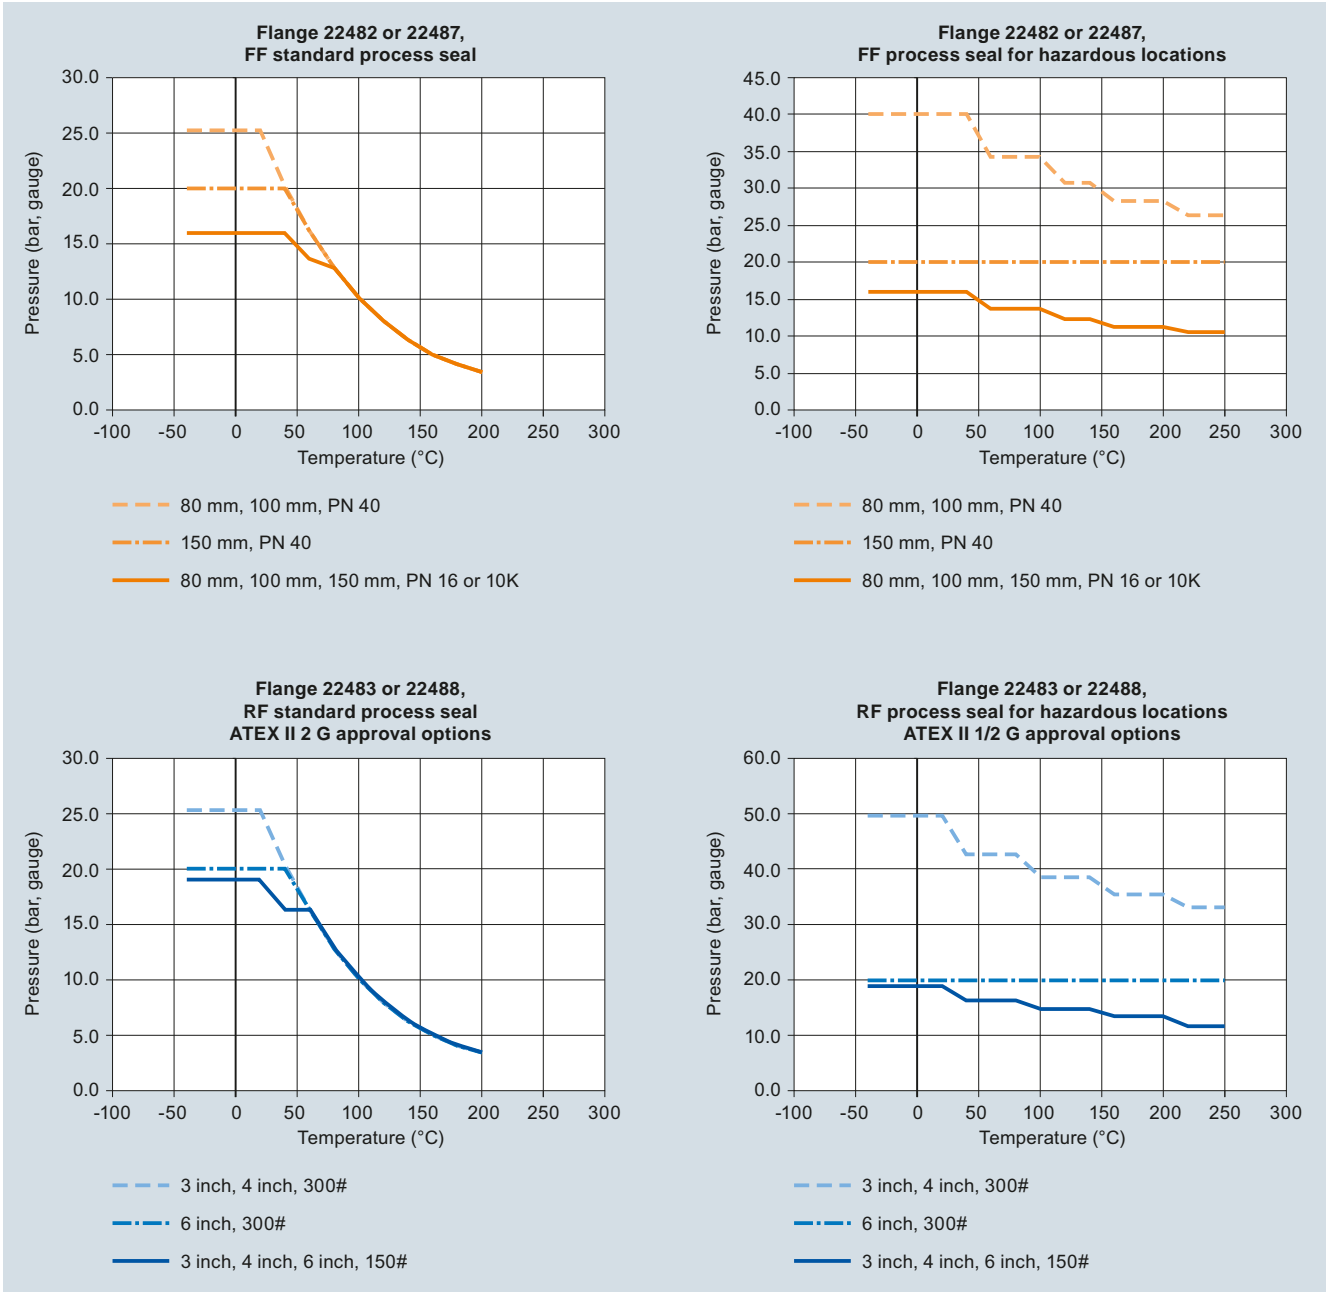 Flange 22482 or 22487,
FF standard process seal
30.0
25.0
20.0
15.0
10.0
5.0
0.0
Pressure (bar, gauge)
-100 -50 0 50 100 150 200 250 300
Temperature (°C)
80 mm, 100 mm, PN 40
150 mm, PN 40
80 mm, 100 mm, 150 mm, PN 16 or 10K
Flange 22482 or 22487,
FF process seal for hazardous locations
45.0
40.0
35.0
30.0
25.0
20.0
15.0
10.0
5.0
0.0
Pressure (bar, gauge)
-100 -50 0 50 100 150 200 250 300
Temperature (°C)
80 mm, 100 mm, PN 40
150 mm, PN 40
80 mm, 100 mm, 150 mm, PN 16 or 10K
Flange 22483 or 22488,
RF standard process seal
ATEX II 2 G approval options
30.0
25.0
20.0
15.0
10.0
5.0
0.0
Pressure (bar, gauge)
-100 -50 0 50 100 150 200 250 300
Temperature (°C)
3 inch, 4 inch, 300#
6 inch, 300#
3 inch, 4 inch, 6 inch, 150#
Flange 22483 or 22488,
RF process seal for hazardous locations
ATEX II 1/2 G approval options
60.0
50.0
40.0
30.0
20.0
10.0
0.0
Pressure (bar, gauge)
-100 -50 0 50 100 150 200 250 300
Temperature (°C)
3 inch, 4 inch, 300#
6 inch, 300#
3 inch, 4 inch, 6 inch, 150#